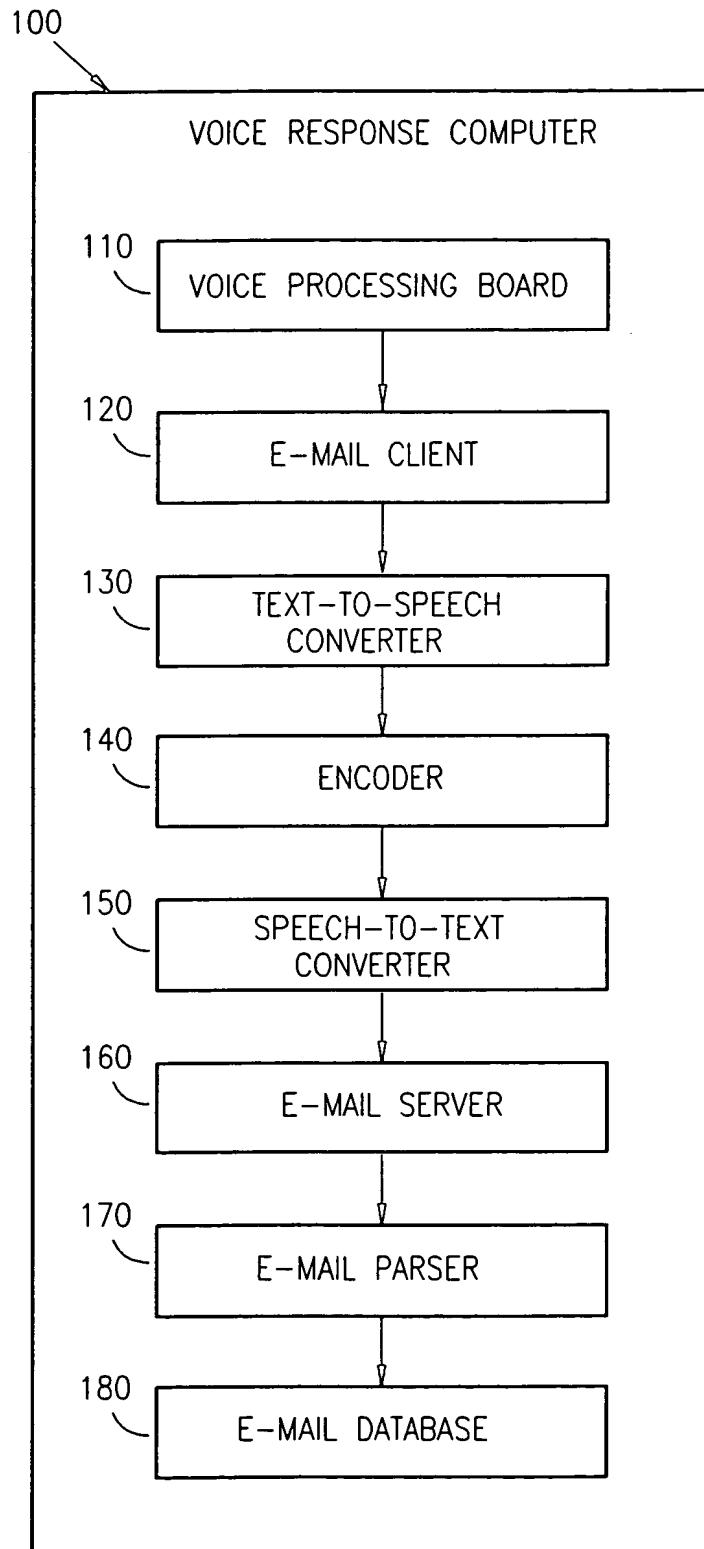 100
VOICE RESPONSE COMPUTER
110
VOICE PROCESSING BOARD
120
E-MAIL CLIENT
130
TEXT-TO-SPEECH
CONVERTER
140
ENCODER
150
SPEECH-TO-TEXT
CONVERTER
160
E-MAIL SERVER
170
E-MAIL PARSER
180
E-MAIL DATABASE